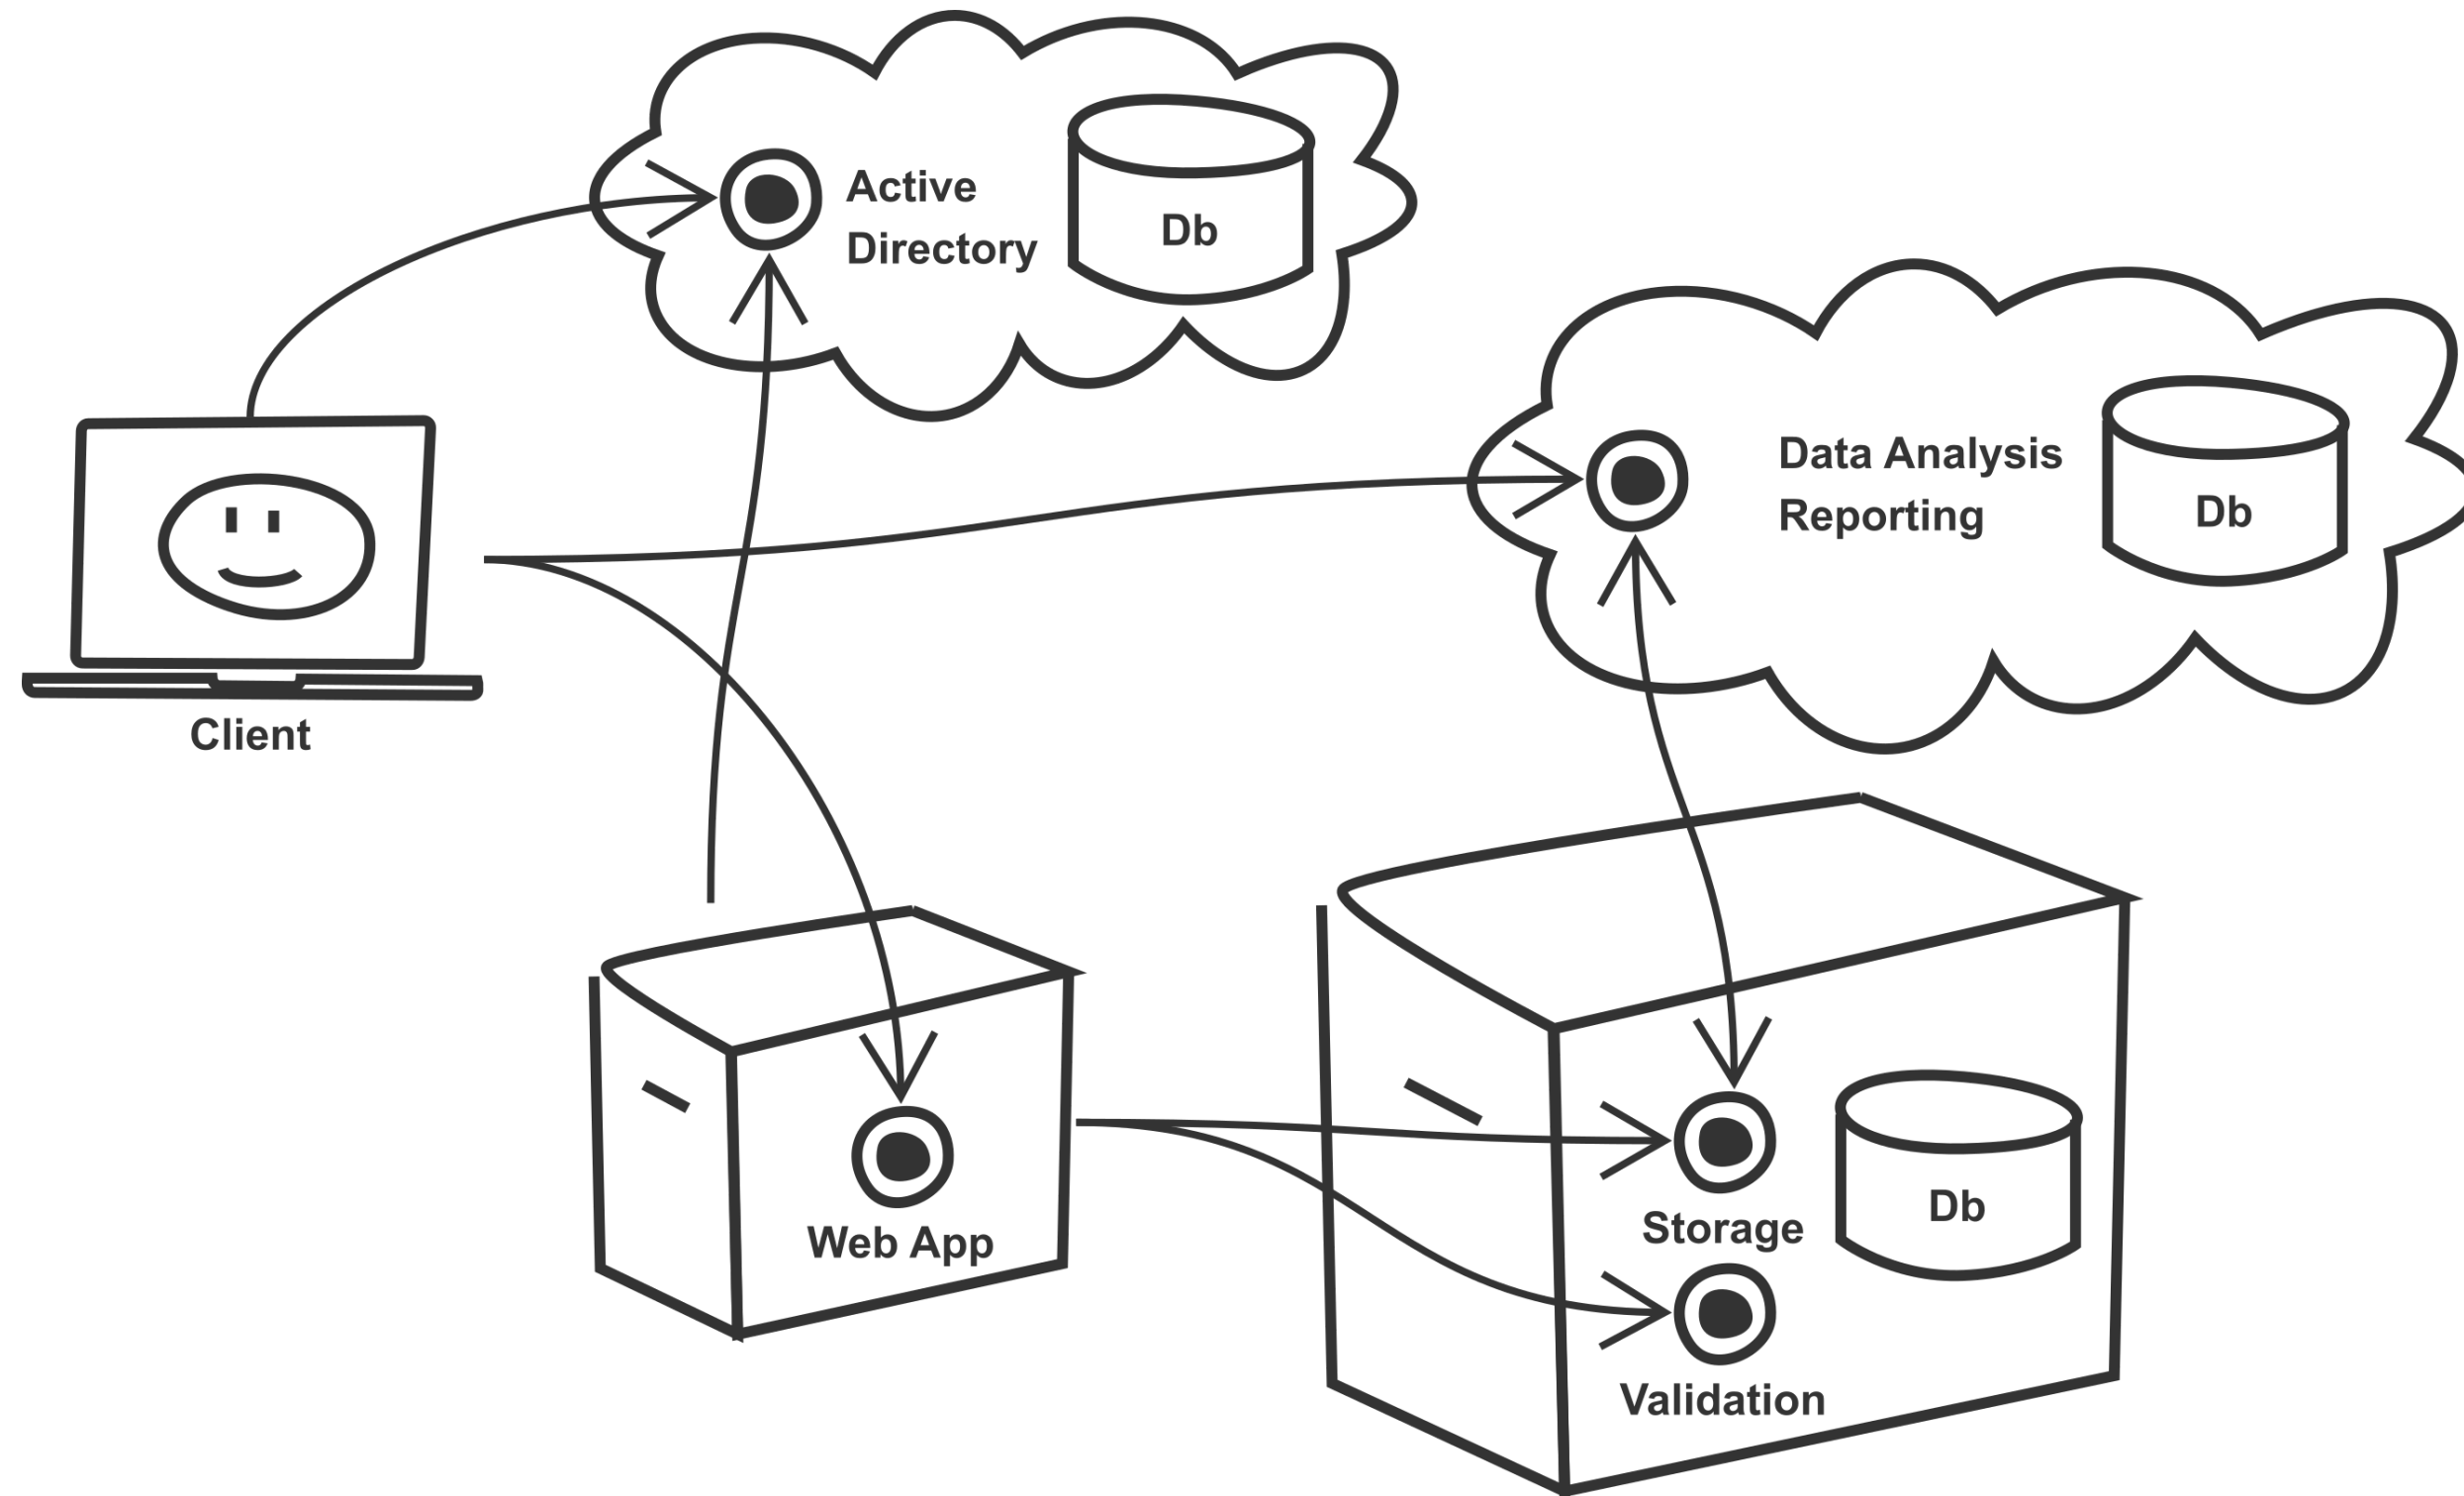 Active
Directory
Db
Data Analysis
Reporting
Db
Client
Web App
Storage
Db
Validation